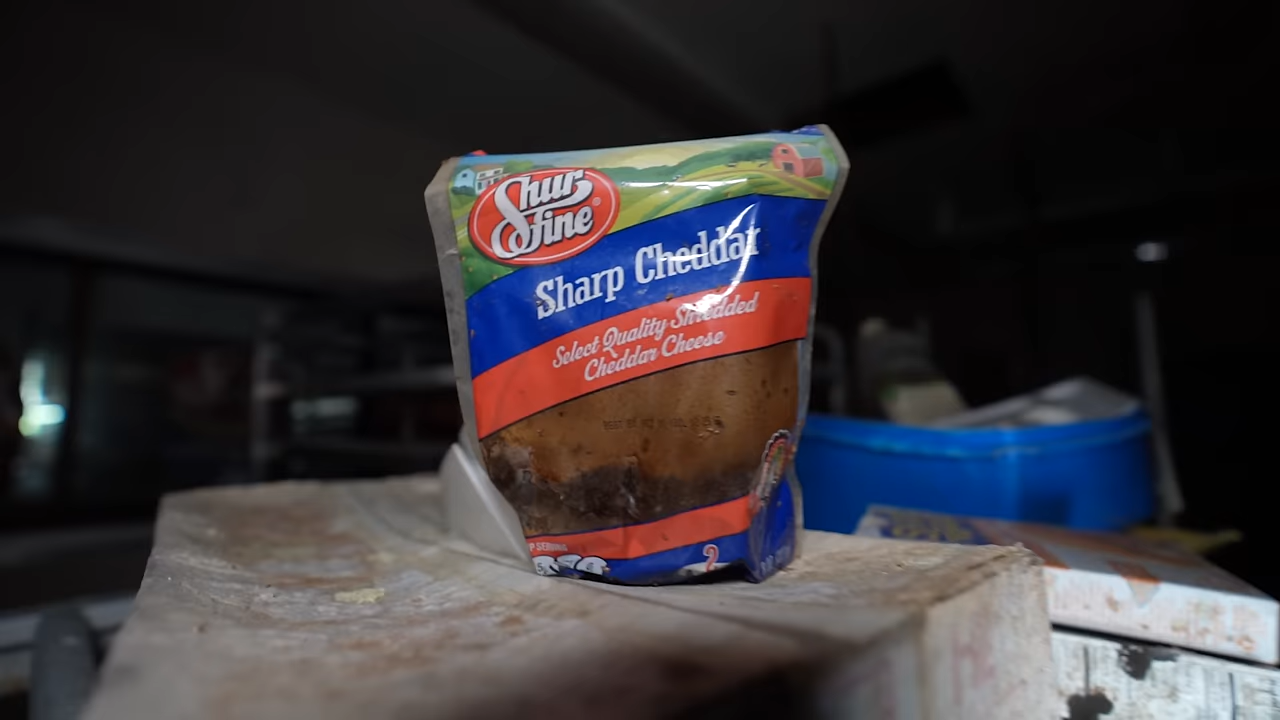 Shur
Fine®
Sharp Cheddar
Select Quality Shredded
Cheddar Cheese